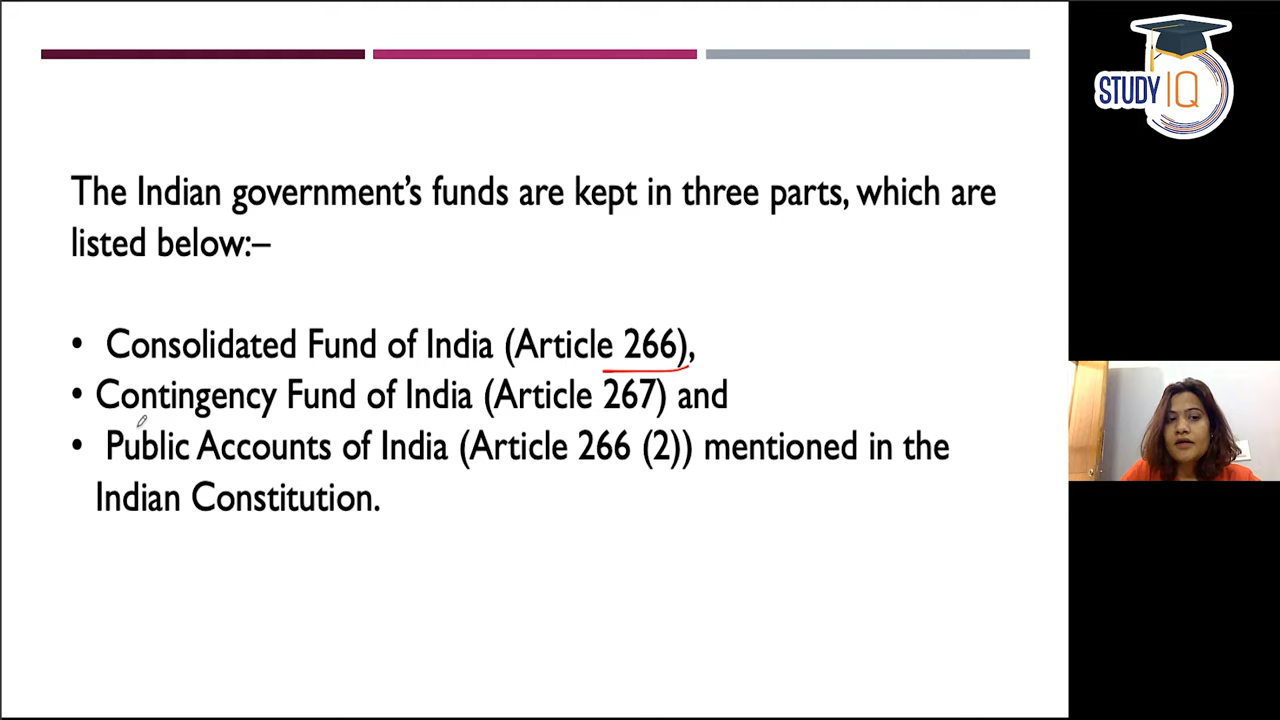 The Indian government's funds are kept in three parts, which are
listed below:–
• Consolidated Fund of India (Article 266),
• Contingency Fund of India (Article 267) and
• Public Accounts of India (Article 266 (2)) mentioned in the
Indian Constitution.
STUDY IQ